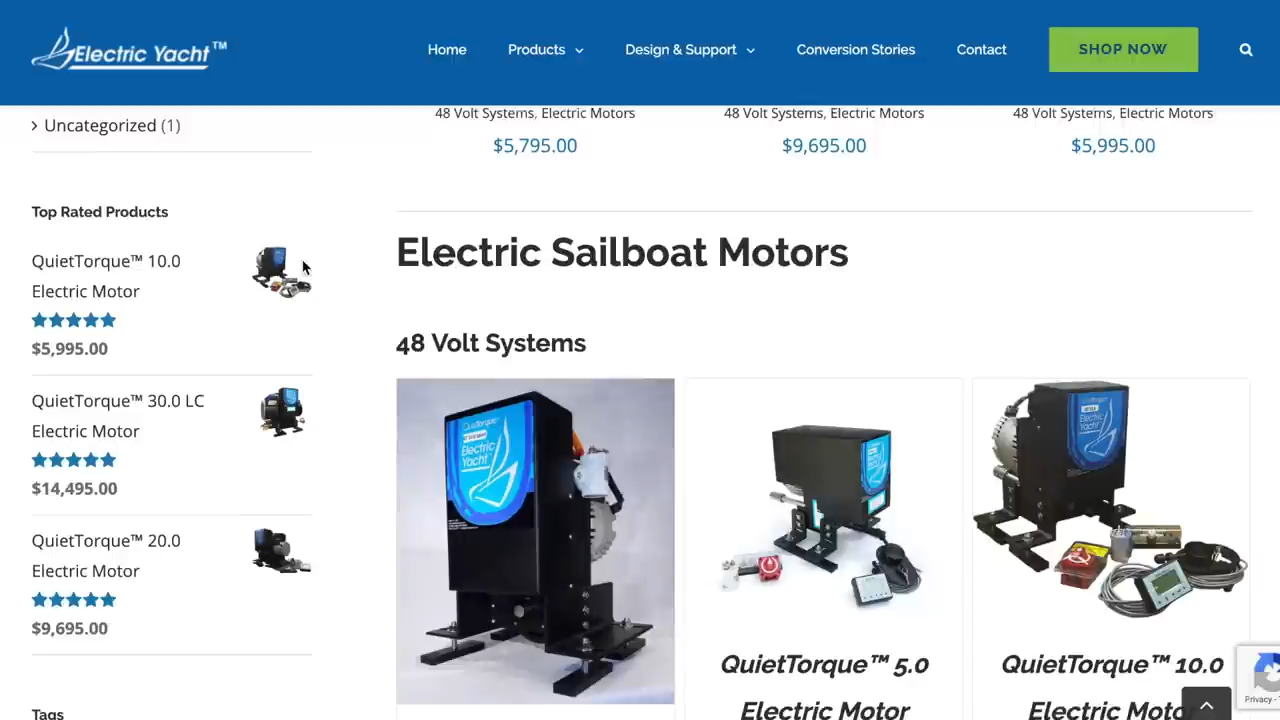 Electric Yacht™
Home
Products
Design & Support
Conversion Stories
Contact
SHOP NOW
Uncategorized (1)
48 Volt Systems, Electric Motors
$5,795.00
48 Volt Systems, Electric Motors
$9,695.00
48 Volt Systems, Electric Motors
$5,995.00
Top Rated Products
QuietTorque™ 10.0
Electric Motor
$5,995.00
QuietTorque™ 30.0 LC
Electric Motor
$14,495.00
QuietTorque™ 20.0
Electric Motor
$9,695.00
Tags
Electric Sailboat Motors
48 Volt Systems
QuietTorque
Electric
Yacht
QuietTorque™ 5.0
Electric Motor
QuietTorque™ 10.0
Electric Motor
Privacy -